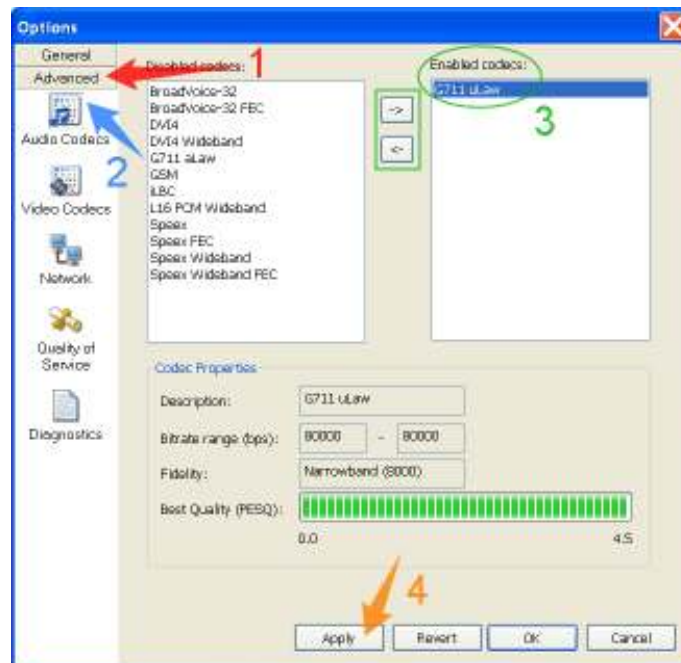 Options
General
Advanced
1
Audio Codecs
2
Video Codecs
Network
Quality of
Service
Diagnostics
Disabled codecs:
BroadVoice-32
BroadVoice-32 FEC
DVI4
DVI4 Wideband
G711 aLaw
GSM
iLBC
L16 PCM Wideband
Speex
Speex FEC
Speex Wideband
Speex Wideband FEC
->
<-
Enabled codecs:
G711 uLaw
3
Codec Properties
Description: G711 uLaw
Bitrate range (bps): 80000 - 80000
Fidelity: Narrowband (8000)
Best Quality (PESQ):
0.0 4.5
4
Apply Revert OK Cancel